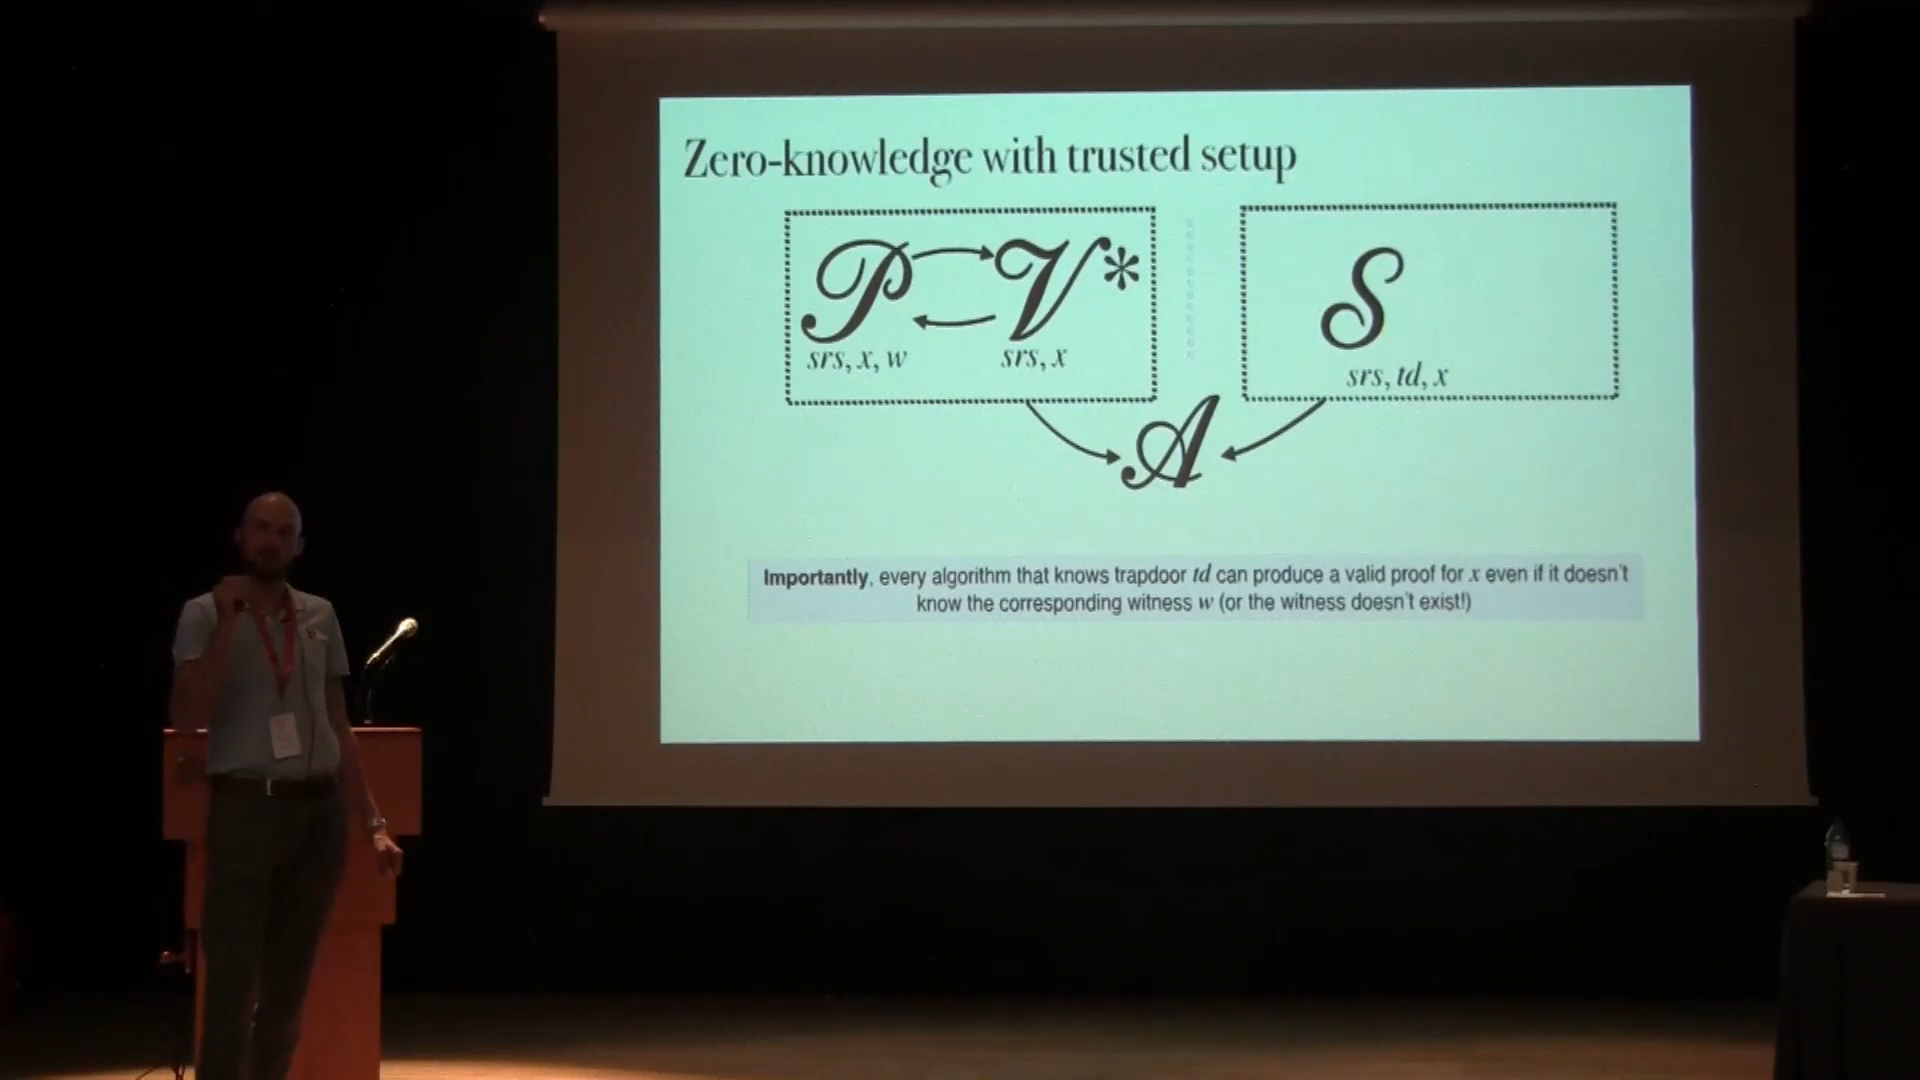 Zero-knowledge with trusted setup
P V*
srs, x, w srs, x
S
srs, td, x
A
Importantly, every algorithm that knows trapdoor td can produce a valid proof for x even if it doesn't
know the corresponding witness w (or the witness doesn't exist!)